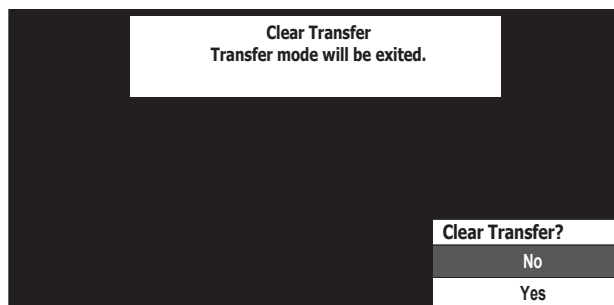 Clear Transfer
Transfer mode will be exited.
Clear Transfer?
No
Yes